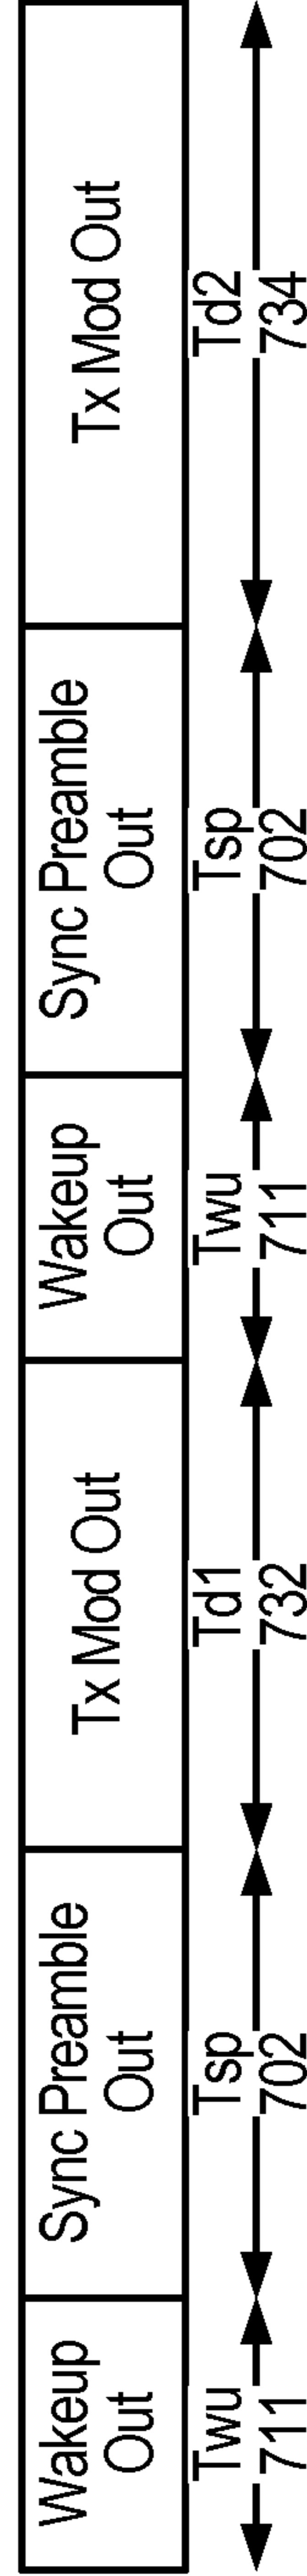 Wakeup
Out
Sync Preamble
Out
Tx Mod Out
Wakeup
Out
Sync Preamble
Out
Tx Mod Out
Twu
711
Tsp
702
Td1
732
Twu
711
Tsp
702
Td2
734